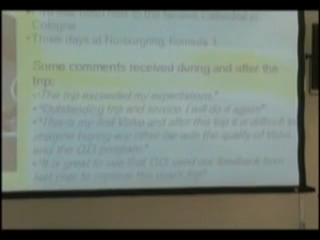 Cologne
•Three days at Nurburgring, Formula 1
Some comments received during and after the
trip:
•"The trip exceeded my expectations."
•"Outstanding trip and service. I will do it again!"
•"This is my first Volvo and after this trip it is difficult to
imagine buying any other car with the quality of Volvo
and the O.D. program."
•"It is great to see that O.D. used our feedback from
last year to improve this year's trip!"